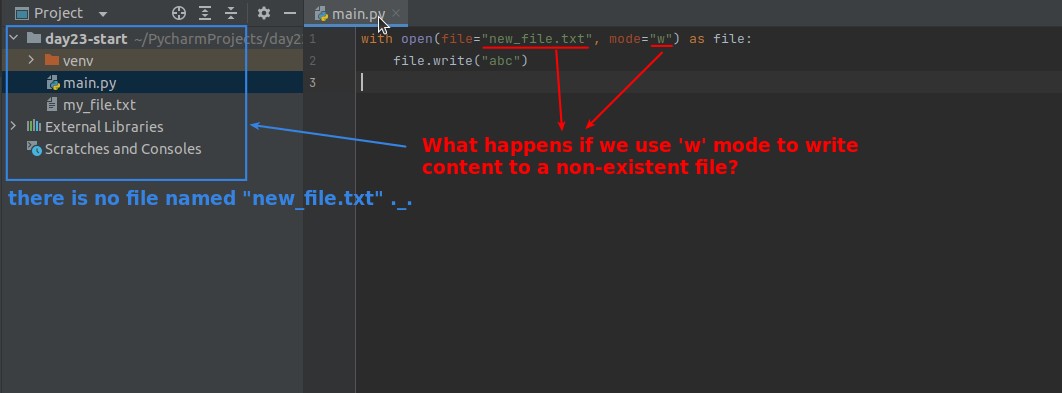 Project
main.py
day23-start ~/PycharmProjects/day2
venv
main.py
my_file.txt
External Libraries
Scratches and Consoles
there is no file named "new_file.txt" ._.
1 with open(file="new_file.txt", mode="w") as file:
2     file.write("abc")
3
What happens if we use 'w' mode to write
content to a non-existent file?